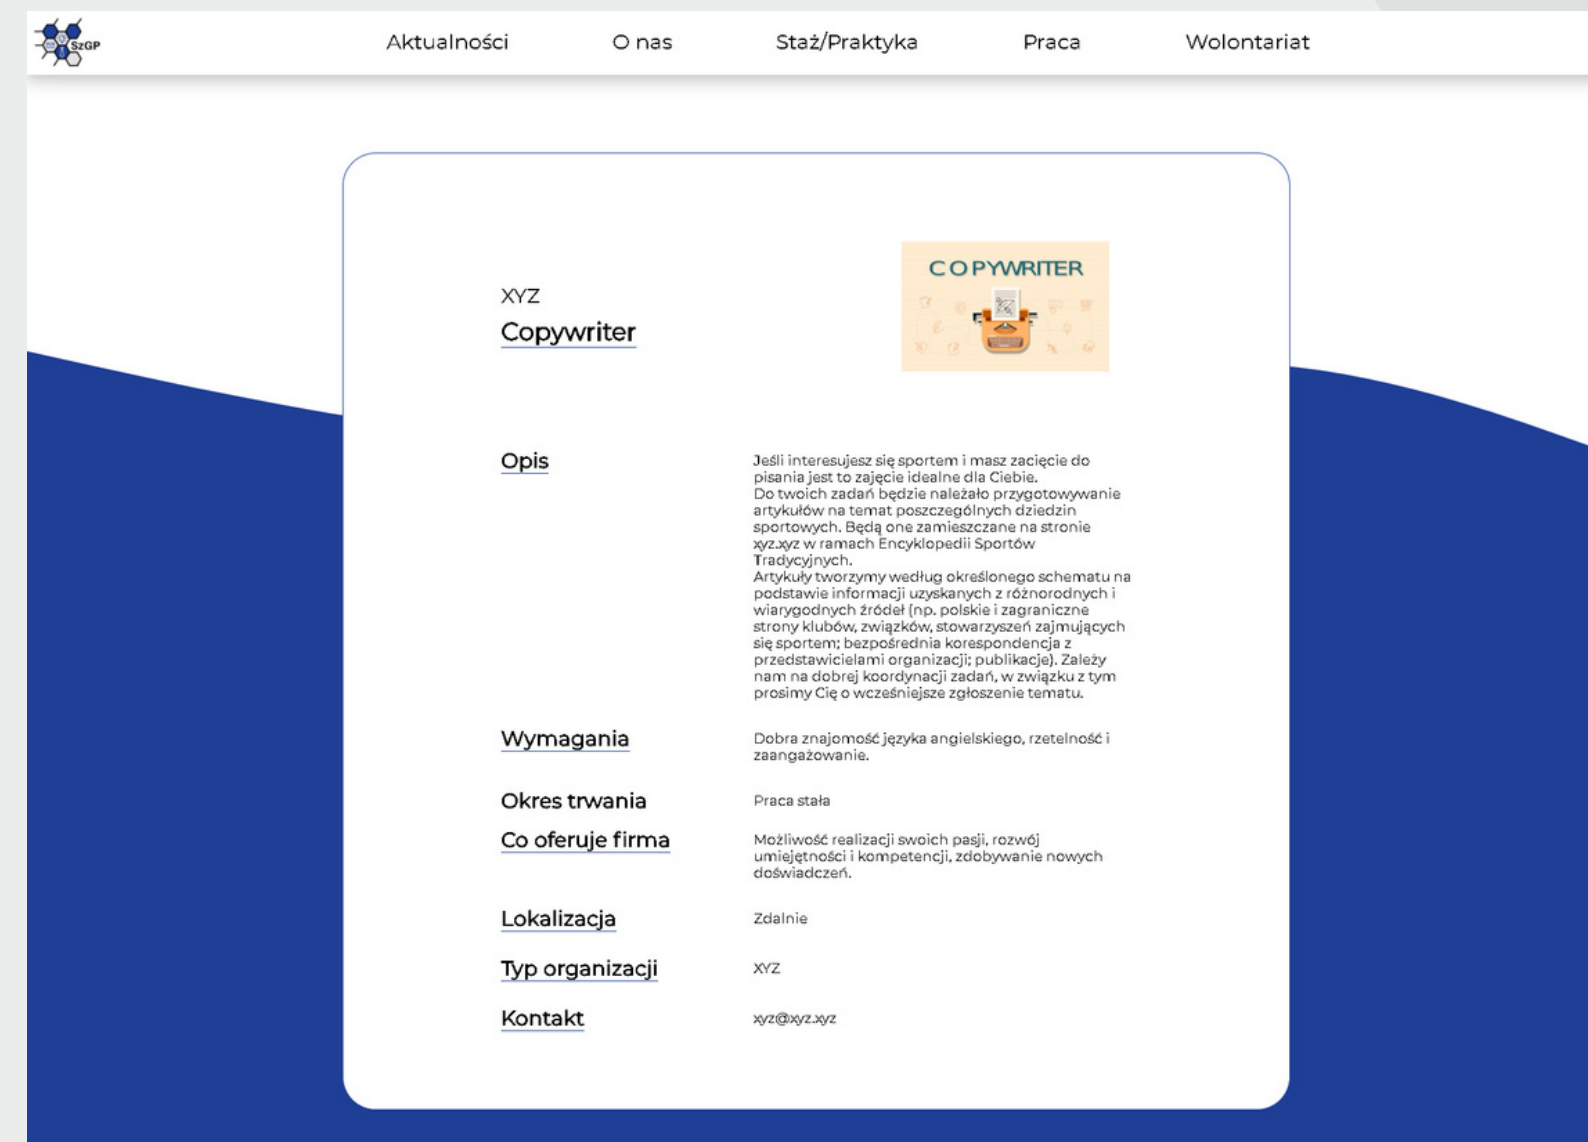 SzGP
Aktualności
O nas
Staż/Praktyka
Praca
Wolontariat
COPYWRITER
XYZ
Copywriter
Opis
Jeśli interesujesz się sportem i masz zacięcie do
pisania jest to zajęcie idealne dla Ciebie.
Do twoich zadań będzie należało przygotowywanie
artykułów na temat poszczególnych dziedzin
sportowych. Będą one zamieszczane na stronie
xyz.xyz w ramach Encyklopedii Sportów
Tradycyjnych.
Artykuły tworzymy według określonego schematu na
podstawie informacji uzyskanych z różnorodnych i
wiarygodnych źródeł (np. polskie i zagraniczne
strony klubów, związków, stowarzyszeń zajmujących
się sportem; bezpośrednia korespondencja z
przedstawicielami organizacji; publikacje). Zależy
nam na dobrej koordynacji zadań, w związku z tym
prosimy Cię o wcześniejsze zgłoszenie tematu.
Wymagania
Dobra znajomość języka angielskiego, rzetelność i
zaangażowanie.
Okres trwania
Praca stała
Co oferuje firma
Możliwość realizacji swoich pasji, rozwój
umiejętności i kompetencji, zdobywanie nowych
doświadczeń.
Lokalizacja
Zdalnie
Typ organizacji
XYZ
Kontakt
xyz@xyz.xyz